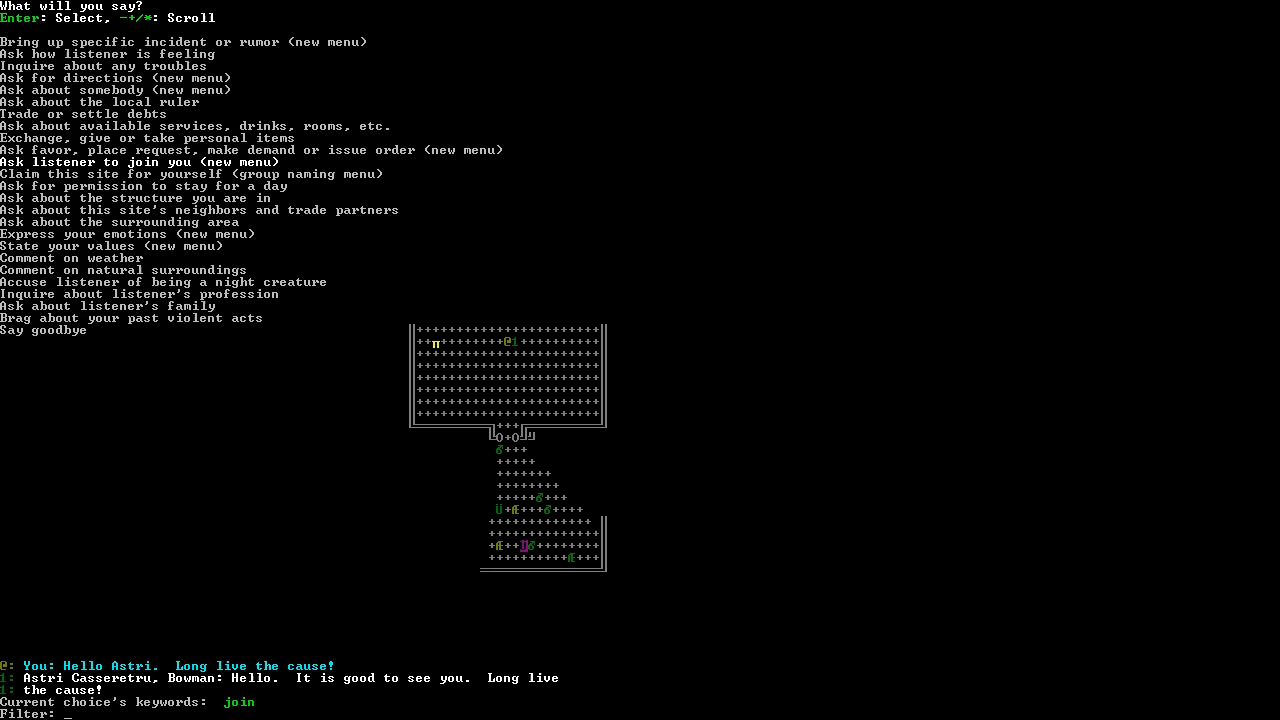 What will you say?
Enter: Select, -+/*: Scroll
Bring up specific incident or rumor (new menu)
Ask how listener is feeling
Inquire about any troubles
Ask for directions (new menu)
Ask about somebody (new menu)
Ask about the local ruler
Trade or settle debts
Ask about available services, drinks, rooms, etc.
Exchange, give or take personal items
Ask favor, place request, make demand or issue order (new menu)
Ask listener to join you (new menu)
Claim this site for yourself (group naming menu)
Ask for permission to stay for a day
Ask about the structure you are in
Ask about this site's neighbors and trade partners
Ask about the surrounding area
Express your emotions (new menu)
State your values (new menu)
Comment on weather
Comment on natural surroundings
Accuse listener of being a night creature
Inquire about listener's profession
Ask about listener's family
Brag about your past violent acts
Say goodbye
@: You: Hello Astri.  Long live the cause!
1: Astri Casseretru, Bowman: Hello.  It is good to see you.  Long live
1: the cause!
Current choice's keywords:  join
Filter: _